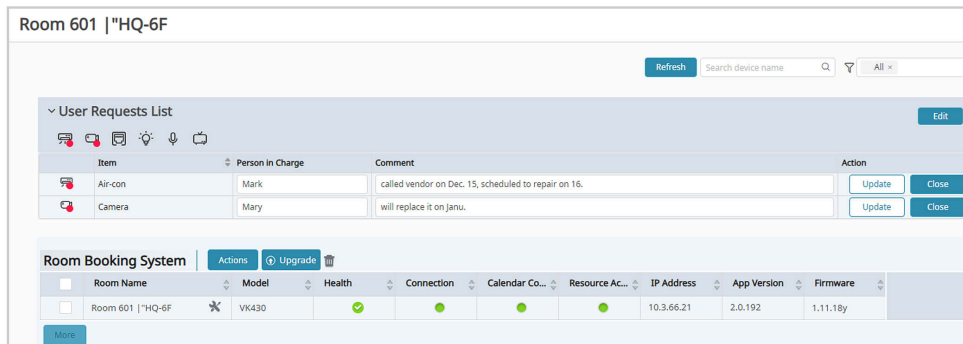 Room 601 |"HQ-6F
Refresh Search device name All ×
User Requests List Edit
Item Person in Charge Comment Action
Air-con Mark called vendor on Dec. 15, scheduled to repair on 16. Update Close
Camera Mary will replace it on Janu. Update Close
Room Booking System Actions Upgrade
Room Name Model Health Connection Calendar Co... Resource Ac... IP Address App Version Firmware
Room 601 |"HQ-6F VK430 10.3.66.21 2.0.192 1.11.18y
More